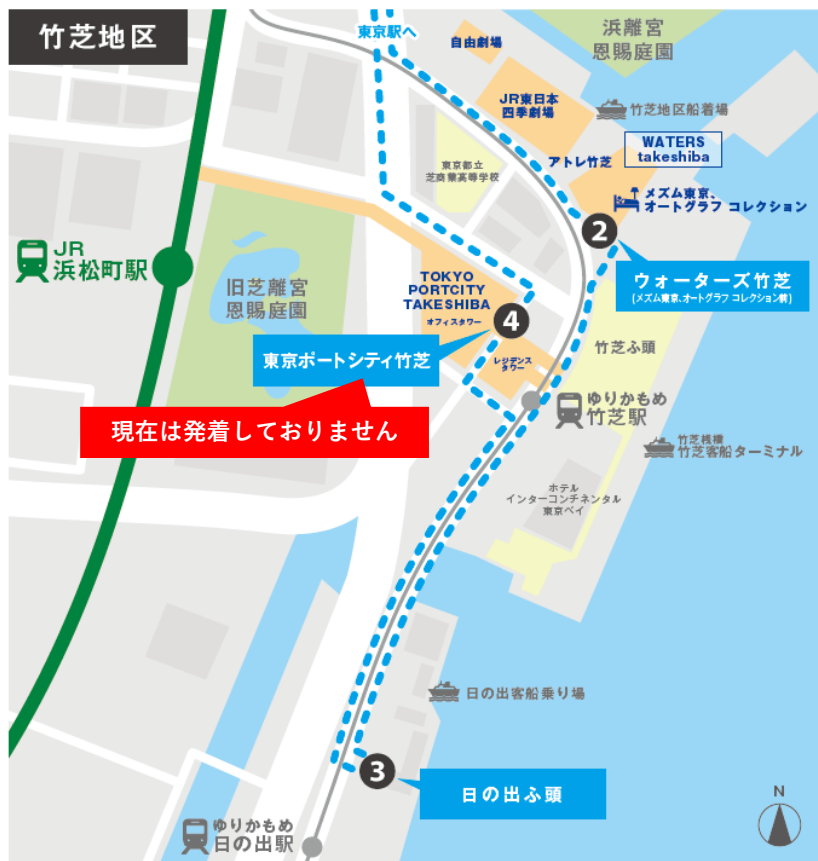 竹芝地区
東京駅へ
自由劇場
浜離宮
恩賜庭園
JR東日本
四季劇場
竹芝地区船着場
WATERS
takeshiba
アトレ竹芝
東京都立
芝商業高等学校
メズム東京、
オートグラフ コレクション
2
JR
浜松町駅
旧芝離宮
恩賜庭園
TOKYO
PORTCITY
TAKESHIBA
オフィスタワー
4
ウォーターズ竹芝
(メズム東京、オートグラフ コレクション前)
東京ポートシティ竹芝
レジデンス
タワー
竹芝ふ頭
現在は発着しておりません
ゆりかもめ
竹芝駅
竹芝桟橋
竹芝客船ターミナル
ホテル
インターコンチネンタル
東京ベイ
日の出客船乗り場
3
日の出ふ頭
ゆりかもめ
日の出駅
N